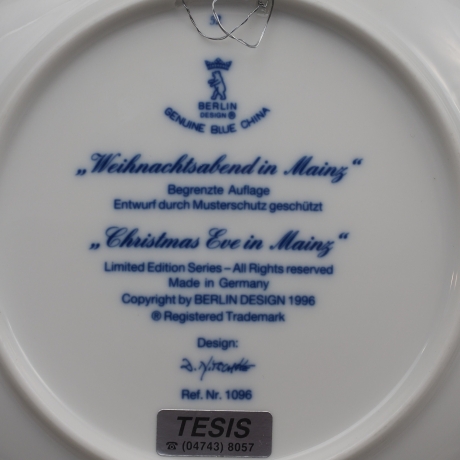 BERLIN
DESIGN ®
GENUINE BLUE CHINA
„Weihnachtsabend in Mainz“
Begrenzte Auflage
Entwurf durch Musterschutz geschützt
„Christmas Eve in Mainz“
Limited Edition Series – All Rights reserved
Made in Germany
Copyright by BERLIN DESIGN 1996
® Registered Trademark
Design:
Ref. Nr. 1096
TESIS
☎ (04743) 8057